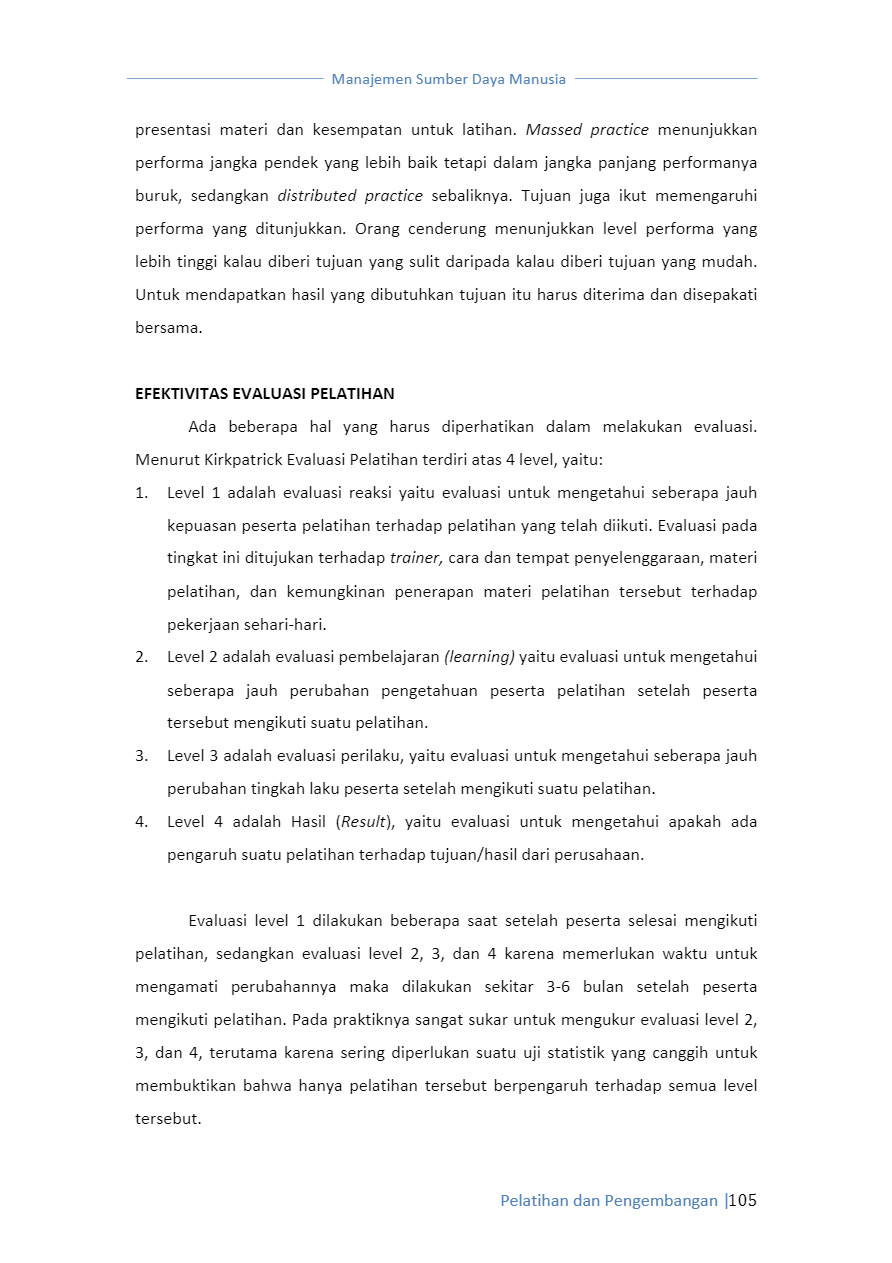 Manajemen Sumber Daya Manusia
presentasi materi dan kesempatan untuk latihan. Massed practice menunjukkan
performa jangka pendek yang lebih baik tetapi dalam jangka panjang performanya
buruk, sedangkan distributed practice sebaliknya. Tujuan juga ikut memengaruhi
performa yang ditunjukkan. Orang cenderung menunjukkan level performa yang
lebih tinggi kalau diberi tujuan yang sulit daripada kalau diberi tujuan yang mudah.
Untuk mendapatkan hasil yang dibutuhkan tujuan itu harus diterima dan disepakati
bersama.
EFEKTIVITAS EVALUASI PELATIHAN
Ada beberapa hal yang harus diperhatikan dalam melakukan evaluasi.
Menurut Kirkpatrick Evaluasi Pelatihan terdiri atas 4 level, yaitu:
1. Level 1 adalah evaluasi reaksi yaitu evaluasi untuk mengetahui seberapa jauh
kepuasan peserta pelatihan terhadap pelatihan yang telah diikuti. Evaluasi pada
tingkat ini ditujukan terhadap trainer, cara dan tempat penyelenggaraan, materi
pelatihan, dan kemungkinan penerapan materi pelatihan tersebut terhadap
pekerjaan sehari-hari.
2. Level 2 adalah evaluasi pembelajaran (learning) yaitu evaluasi untuk mengetahui
seberapa jauh perubahan pengetahuan peserta pelatihan setelah peserta
tersebut mengikuti suatu pelatihan.
3. Level 3 adalah evaluasi perilaku, yaitu evaluasi untuk mengetahui seberapa jauh
perubahan tingkah laku peserta setelah mengikuti suatu pelatihan.
4. Level 4 adalah Hasil (Result), yaitu evaluasi untuk mengetahui apakah ada
pengaruh suatu pelatihan terhadap tujuan/hasil dari perusahaan.
Evaluasi level 1 dilakukan beberapa saat setelah peserta selesai mengikuti
pelatihan, sedangkan evaluasi level 2, 3, dan 4 karena memerlukan waktu untuk
mengamati perubahannya maka dilakukan sekitar 3-6 bulan setelah peserta
mengikuti pelatihan. Pada praktiknya sangat sukar untuk mengukur evaluasi level 2,
3, dan 4, terutama karena sering diperlukan suatu uji statistik yang canggih untuk
membuktikan bahwa hanya pelatihan tersebut berpengaruh terhadap semua level
tersebut.
Pelatihan dan Pengembangan |105